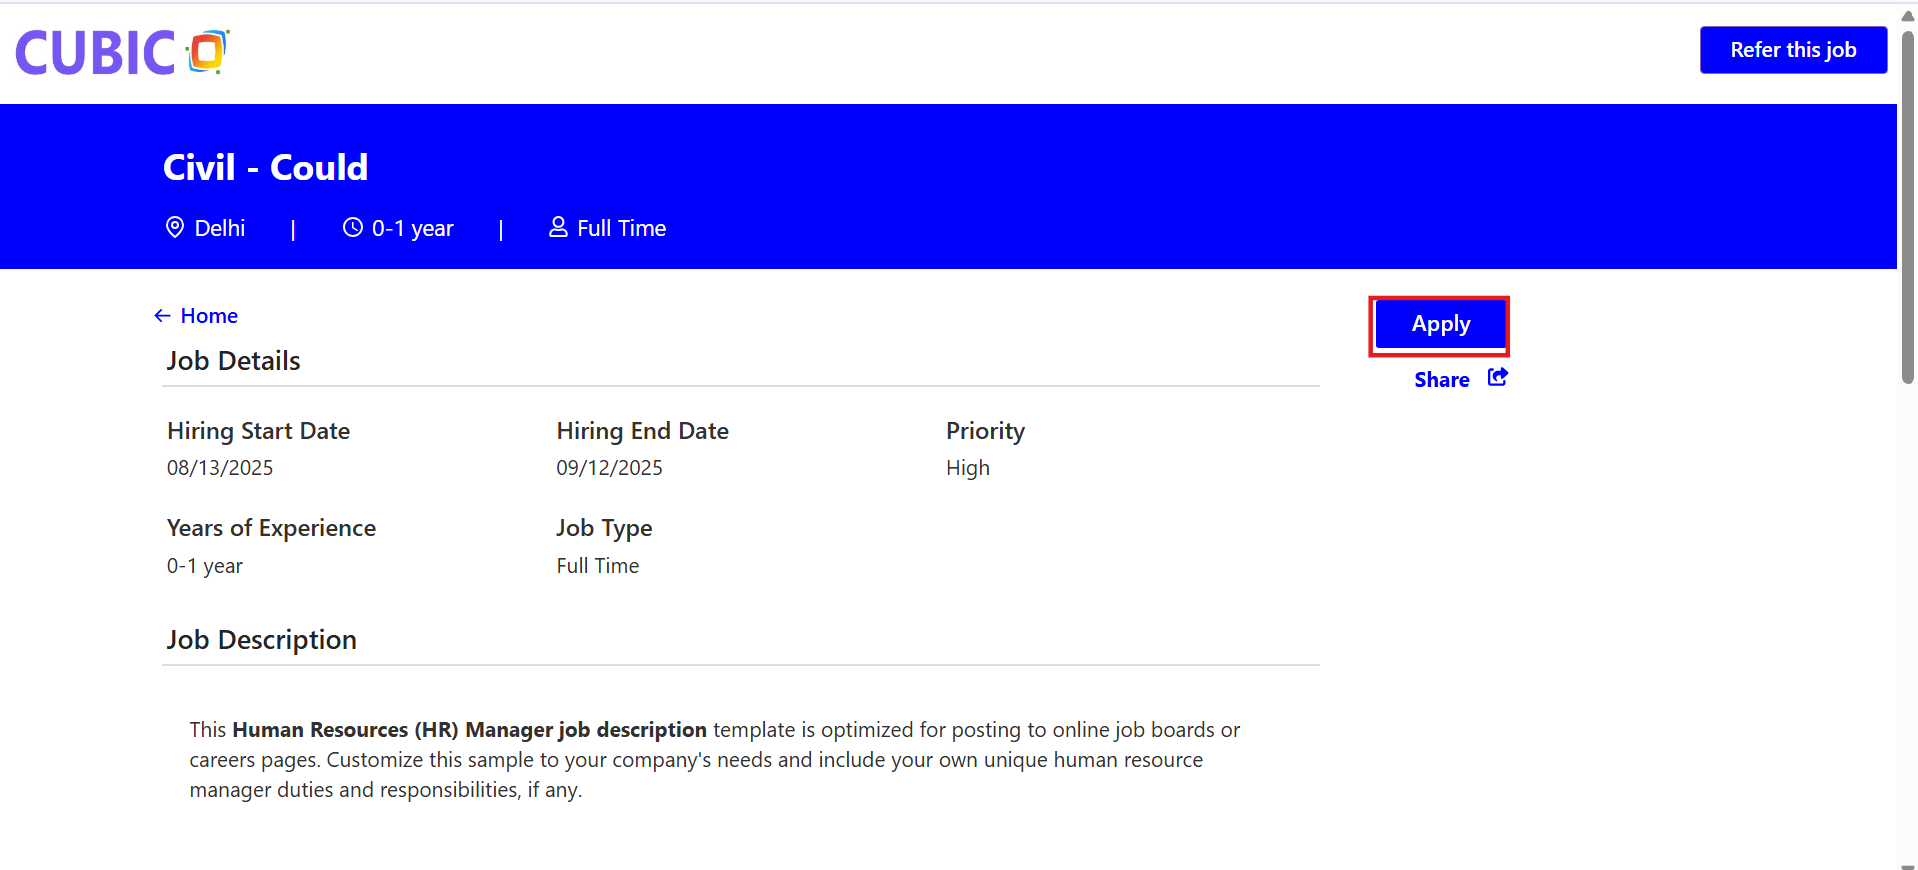 CUBIC
Refer this job
Civil - Could
Delhi | 0-1 year | Full Time
← Home
Apply
Job Details
Share
Hiring Start Date Hiring End Date Priority
08/13/2025 09/12/2025 High
Years of Experience Job Type
0-1 year Full Time
Job Description
This Human Resources (HR) Manager job description template is optimized for posting to online job boards or
careers pages. Customize this sample to your company's needs and include your own unique human resource
manager duties and responsibilities, if any.